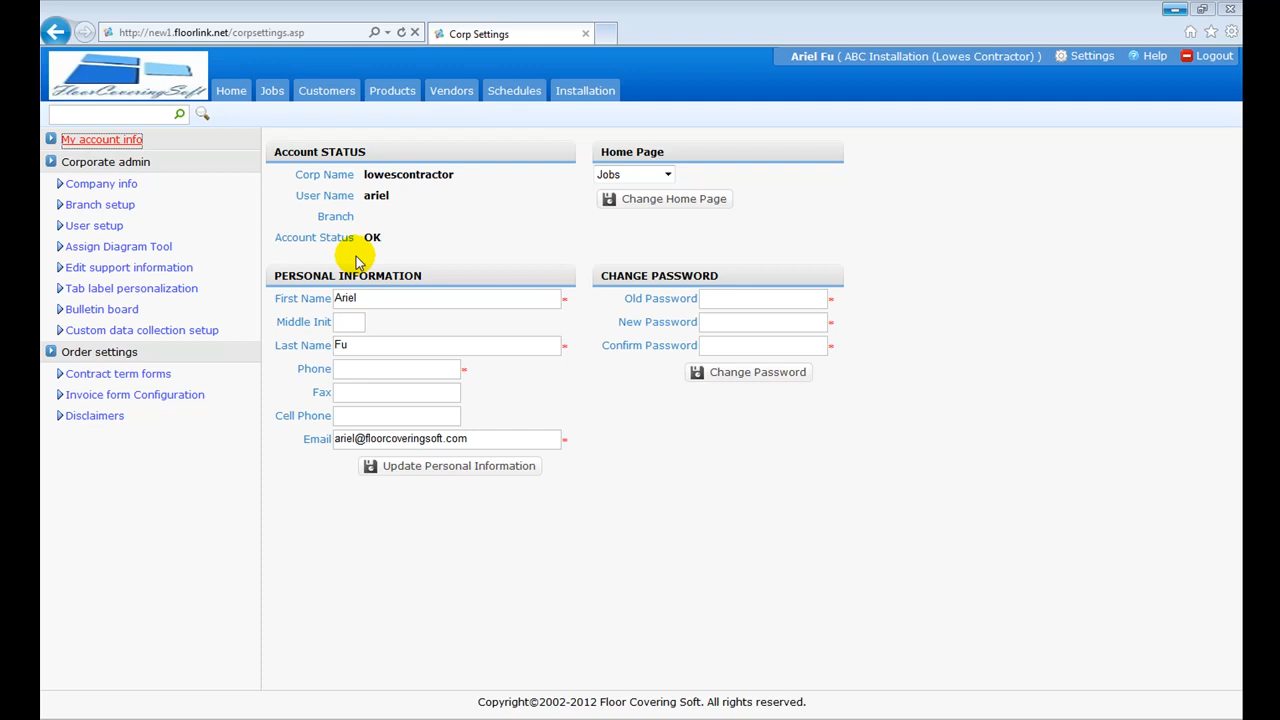 http://new1.floorlink.net/corpsettings.asp
Corp Settings
FloorCoveringSoft
Ariel Fu ( ABC Installation (Lowes Contractor) )
Settings
Help
Logout
Home
Jobs
Customers
Products
Vendors
Schedules
Installation
My account info
Corporate admin
Company info
Branch setup
User setup
Assign Diagram Tool
Edit support information
Tab label personalization
Bulletin board
Custom data collection setup
Order settings
Contract term forms
Invoice form Configuration
Disclaimers
Account STATUS
Corp Name lowescontractor
User Name ariel
Branch
Account Status OK
Home Page
Jobs
Change Home Page
PERSONAL INFORMATION
First Name Ariel *
Middle Init
Last Name Fu *
Phone *
Fax
Cell Phone
Email ariel@floorcoveringsoft.com *
Update Personal Information
CHANGE PASSWORD
Old Password *
New Password *
Confirm Password *
Change Password
Copyright©2002-2012 Floor Covering Soft. All rights reserved.